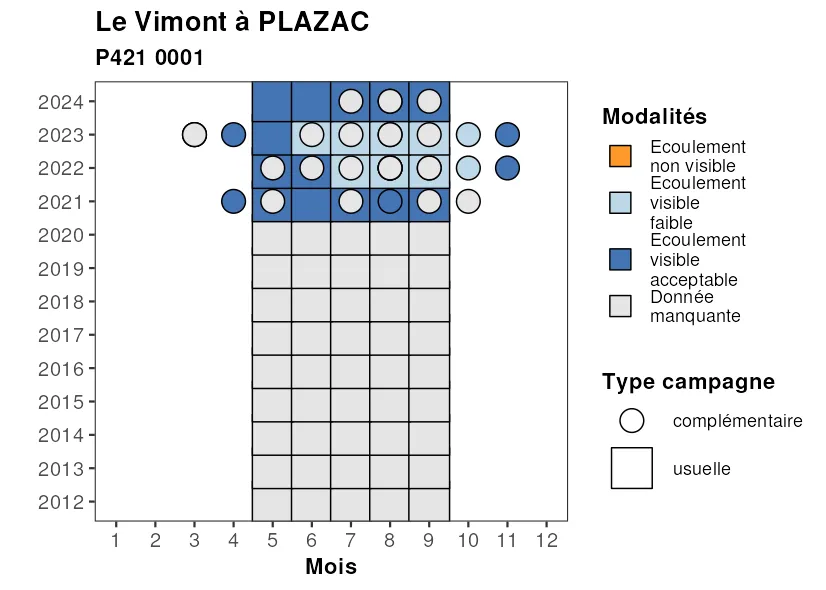 Le Vimont à PLAZAC
P421 0001
2024
2023
2022
2021
2020
2019
2018
2017
2016
2015
2014
2013
2012
1 2 3 4 5 6 7 8 9 10 11 12
Mois
Modalités
Ecoulement
non visible
Ecoulement
visible
faible
Ecoulement
visible
acceptable
Donnée
manquante
Type campagne
complémentaire
usuelle